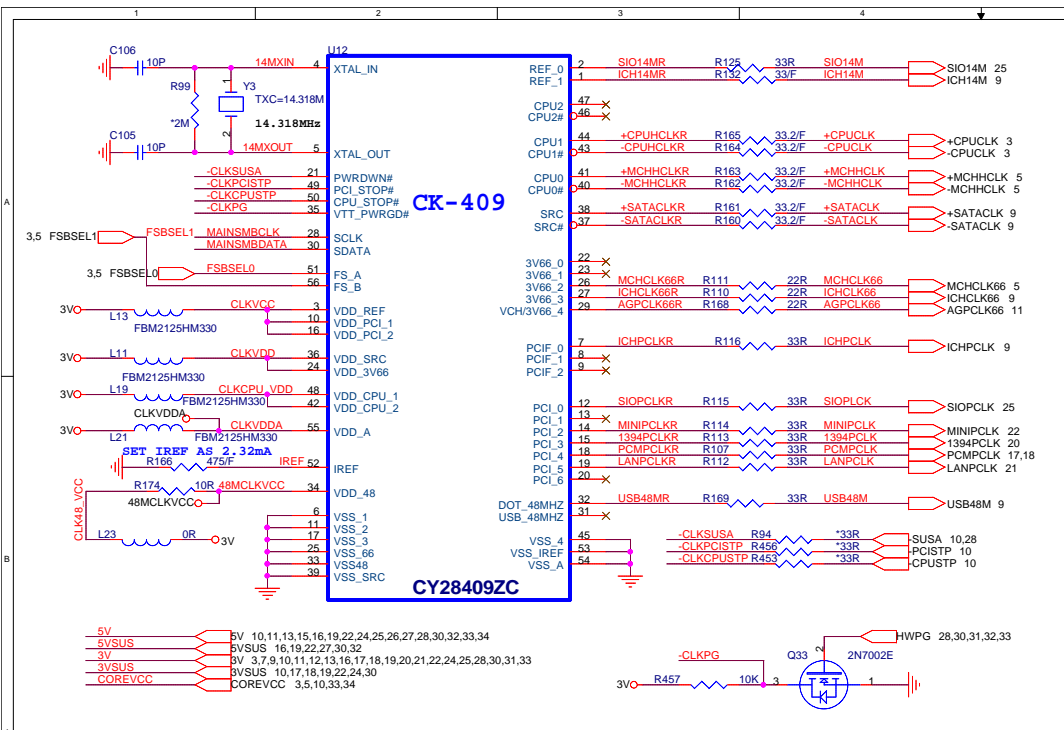 1 2 3 4
A
B
U12
C106
10P
14MXIN
4
XTAL_IN
R99
*2M
1
Y3
TXC=14.318M
14.318MHz
2
C105
10P
14MXOUT
5
XTAL_OUT
-CLKSUSA 21 PWRDWN#
-CLKPCISTP 49 PCI_STOP#
-CLKCPUSTP 50 CPU_STOP#
-CLKPG 35 VTT_PWRGD#
CK-409
3,5 FSBSEL1 FSBSEL1 MAINSMBCLK 28 SCLK
MAINSMBDATA 30 SDATA
3,5 FSBSEL0 FSBSEL0 51 FS_A
56 FS_B
3V L13 CLKVCC 3 VDD_REF
FBM2125HM330 10 VDD_PCI_1
16 VDD_PCI_2
3V L11 CLKVDD 36 VDD_SRC
FBM2125HM330 24 VDD_3V66
3V L19 CLKCPU_VDD 48 VDD_CPU_1
FBM2125HM330 42 VDD_CPU_2
CLKVDDA
3V L21 CLKVDDA 55 VDD_A
FBM2125HM330
SET IREF AS 2.32mA
R166 475/F IREF 52 IREF
R174 10R 48MCLKVCC 34 VDD_48
48MCLKVCC
CLK48_VCC
L23 0R 3V
6 VSS_1
11 VSS_2
17 VSS_3
25 VSS_66
33 VSS48
39 VSS_SRC
CY28409ZC
REF_0 2 SIO14MR R125 33R SIO14M SIO14M 25
REF_1 1 ICH14MR R132 33/F ICH14M ICH14M 9
CPU2 47
CPU2# 46
CPU1 44 +CPUHCLKR R165 33.2/F +CPUCLK +CPUCLK 3
CPU1# 43 -CPUHCLKR R164 33.2/F -CPUCLK -CPUCLK 3
CPU0 41 +MCHHCLKR R163 33.2/F +MCHHCLK +MCHHCLK 5
CPU0# 40 -MCHHCLKR R162 33.2/F -MCHHCLK -MCHHCLK 5
SRC 38 +SATACLKR R161 33.2/F +SATACLK +SATACLK 9
SRC# 37 -SATACLKR R160 33.2/F -SATACLK -SATACLK 9
3V66_0 22
3V66_1 23
3V66_2 26 MCHCLK66R R111 22R MCHCLK66 MCHCLK66 5
3V66_3 27 ICHCLK66R R110 22R ICHCLK66 ICHCLK66 9
VCH/3V66_4 29 AGPCLK66R R168 22R AGPCLK66 AGPCLK66 11
PCIF_0 7 ICHPCLKR R116 33R ICHPCLK ICHPCLK 9
PCIF_1 8
PCIF_2 9
PCI_0 12 SIOPCLKR R115 33R SIOPLCK SIOPCLK 25
PCI_1 13
PCI_2 14 MINIPCLKR R114 33R MINIPCLK MINIPCLK 22
PCI_3 15 1394PCLKR R113 33R 1394PCLK 1394PCLK 20
PCI_4 18 PCMPCLKR R107 33R PCMPCLK PCMPCLK 17,18
PCI_5 19 LANPCLKR R112 33R LANPCLK LANPCLK 21
PCI_6 20
DOT_48MHZ 32 USB48MR R169 33R USB48M USB48M 9
USB_48MHZ 31
VSS_4 45
VSS_IREF 53
VSS_A 54
-CLKSUSA R94 *33R -SUSA 10,28
-CLKPCISTP R456 *33R -PCISTP 10
-CLKCPUSTP R453 *33R -CPUSTP 10
5V 5V 10,11,13,15,16,19,22,24,25,26,27,28,30,32,33,34
5VSUS 5VSUS 16,19,22,27,30,32
3V 3V 3,7,9,10,11,12,13,16,17,18,19,20,21,22,24,25,28,30,31,33
3VSUS 3VSUS 10,17,18,19,22,24,30
COREVCC COREVCC 3,5,10,33,34
HWPG 28,30,31,32,33
-CLKPG
2
Q33 2N7002E
3V R457 10K 3 1